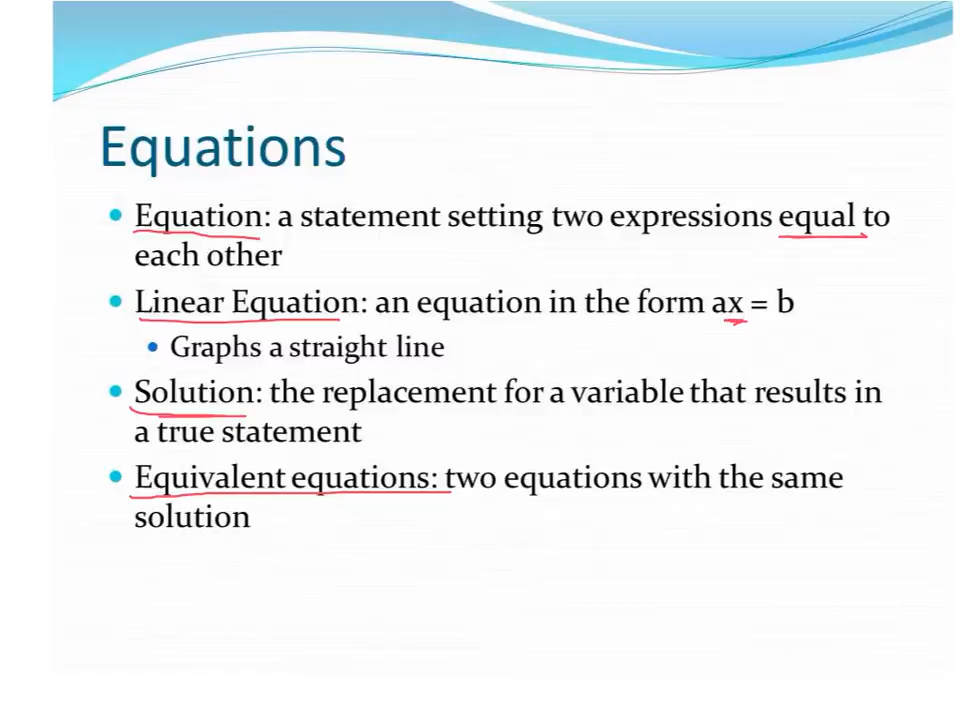 Equations
Equation: a statement setting two expressions equal to
each other
Linear Equation: an equation in the form ax = b
Graphs a straight line
Solution: the replacement for a variable that results in
a true statement
Equivalent equations: two equations with the same
solution